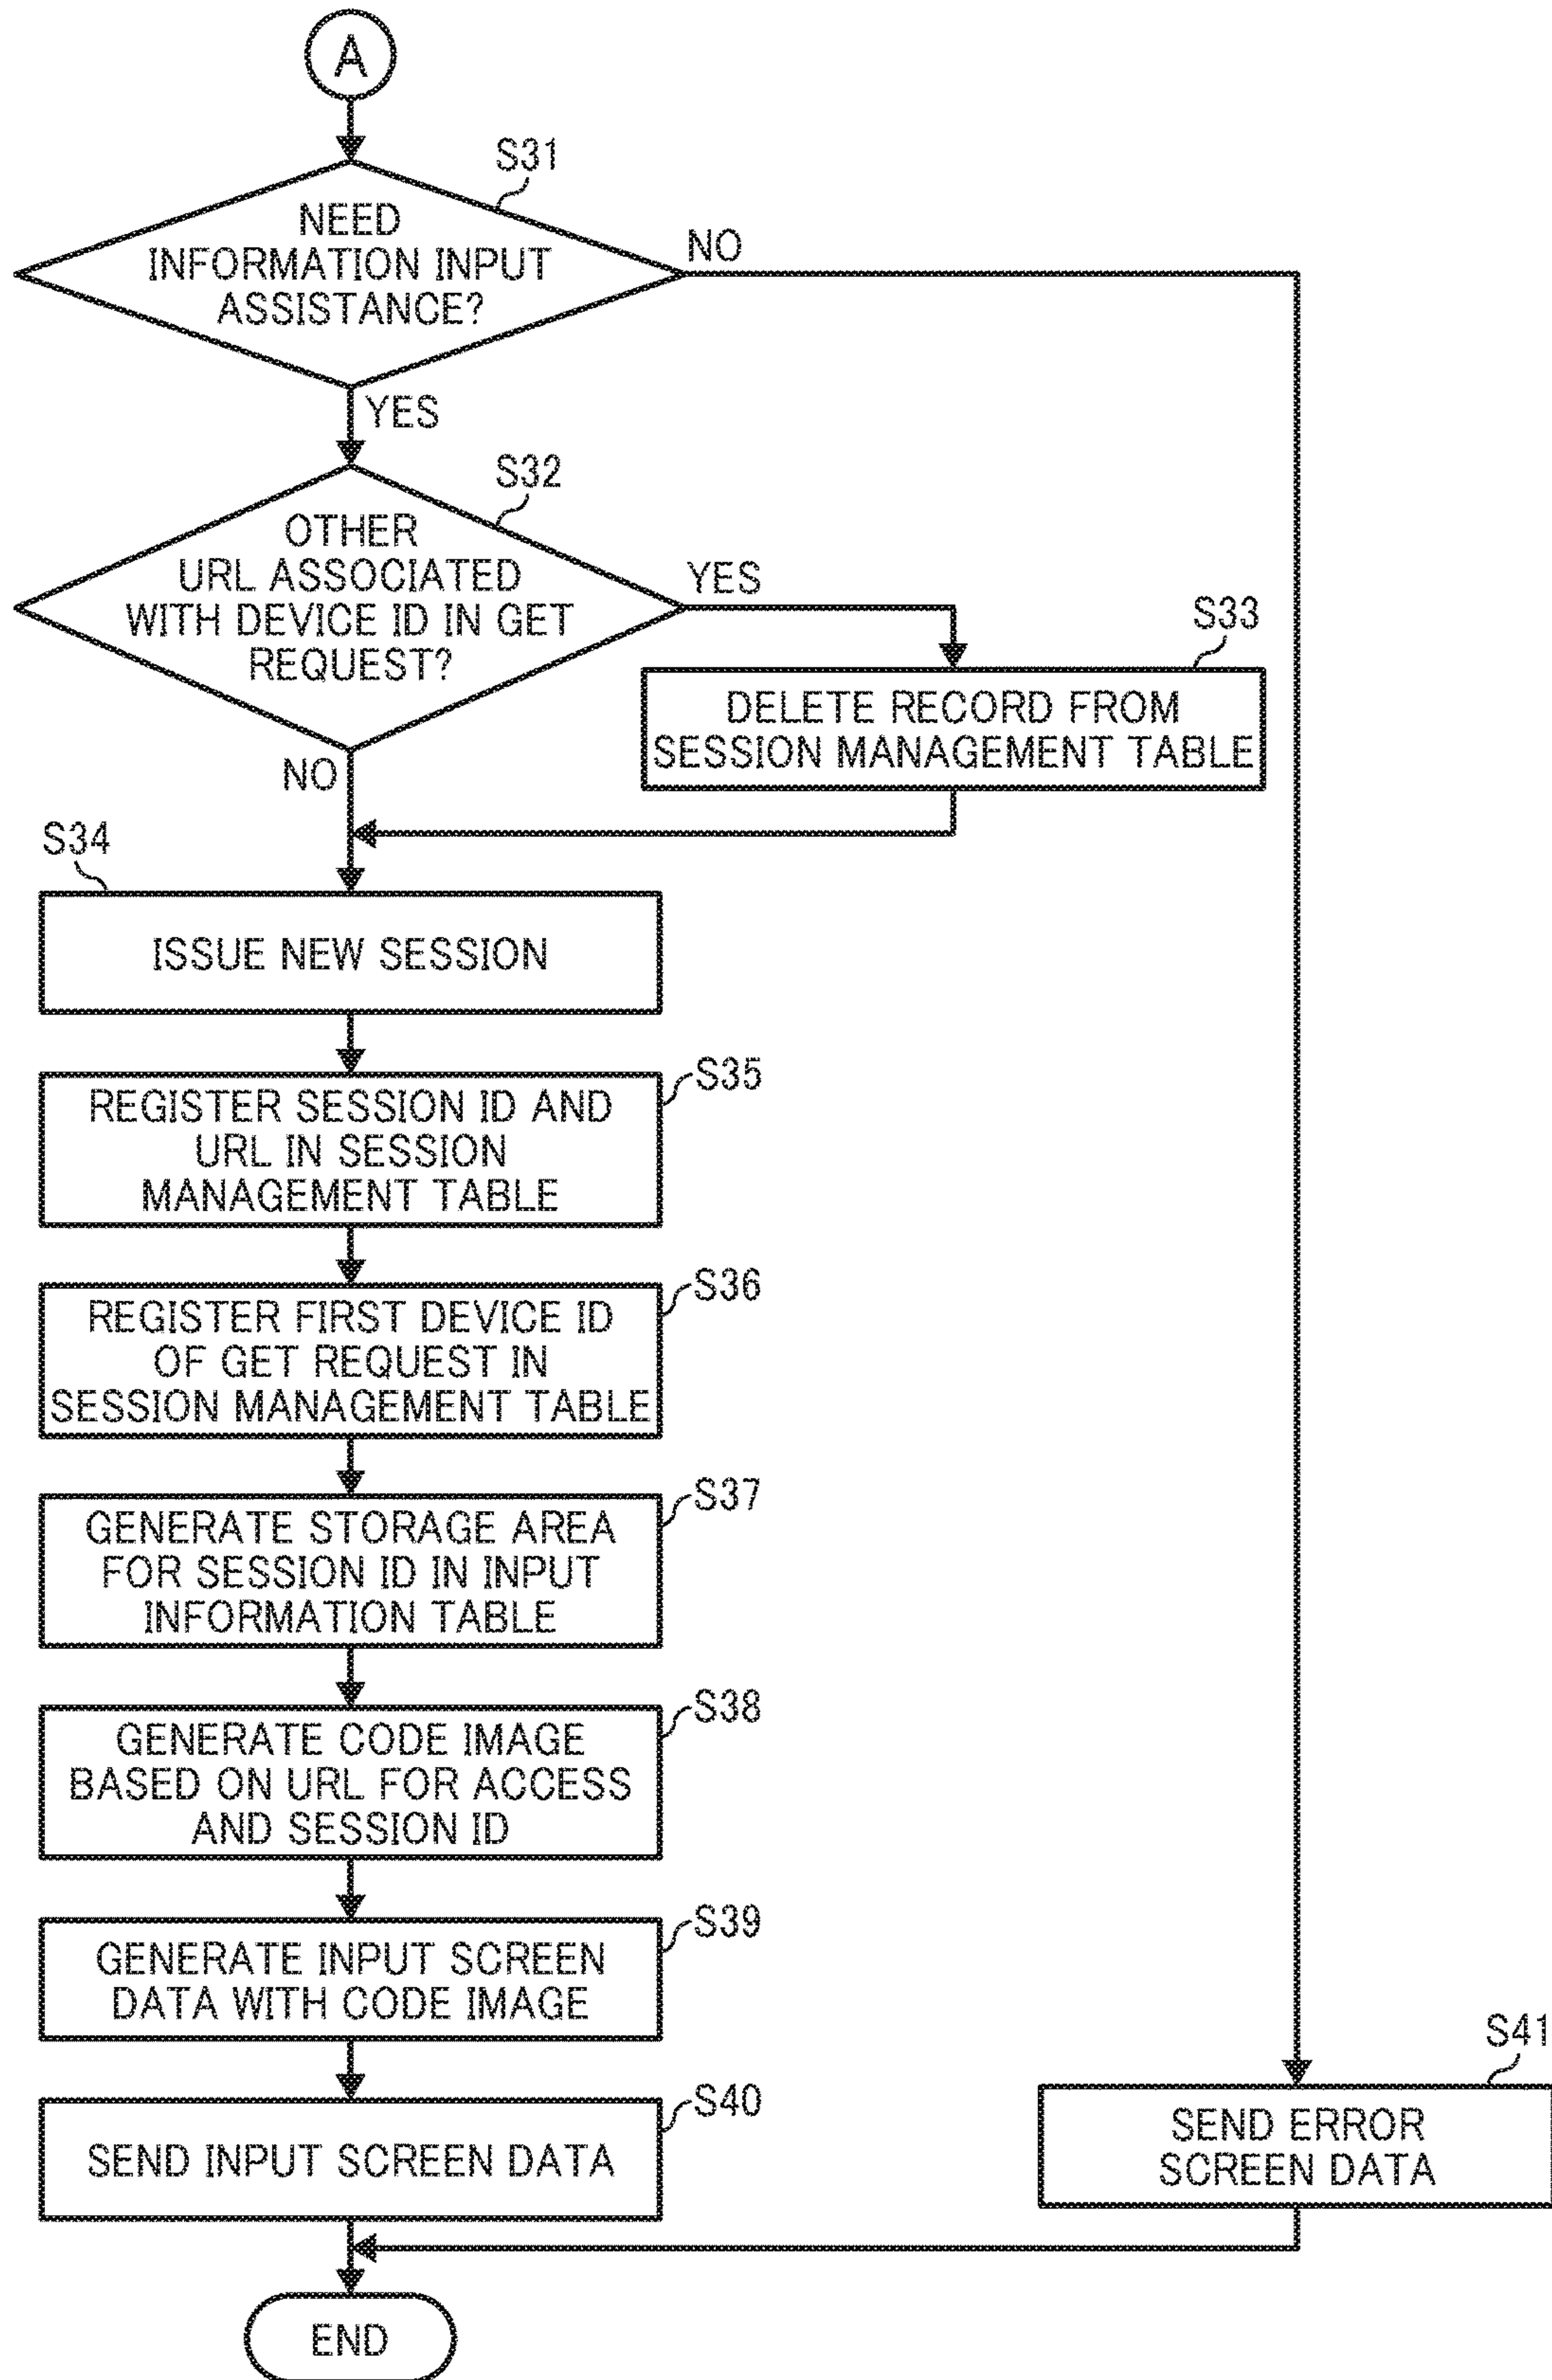 A
S31
NEED
INFORMATION INPUT
ASSISTANCE?
NO
YES
S32
OTHER
URL ASSOCIATED
WITH DEVICE ID IN GET
REQUEST?
YES
S33
DELETE RECORD FROM
SESSION MANAGEMENT TABLE
NO
S34
ISSUE NEW SESSION
S35
REGISTER SESSION ID AND
URL IN SESSION
MANAGEMENT TABLE
S36
REGISTER FIRST DEVICE ID
OF GET REQUEST IN
SESSION MANAGEMENT TABLE
S37
GENERATE STORAGE AREA
FOR SESSION ID IN INPUT
INFORMATION TABLE
S38
GENERATE CODE IMAGE
BASED ON URL FOR ACCESS
AND SESSION ID
S39
GENERATE INPUT SCREEN
DATA WITH CODE IMAGE
S40
SEND INPUT SCREEN DATA
S41
SEND ERROR
SCREEN DATA
END